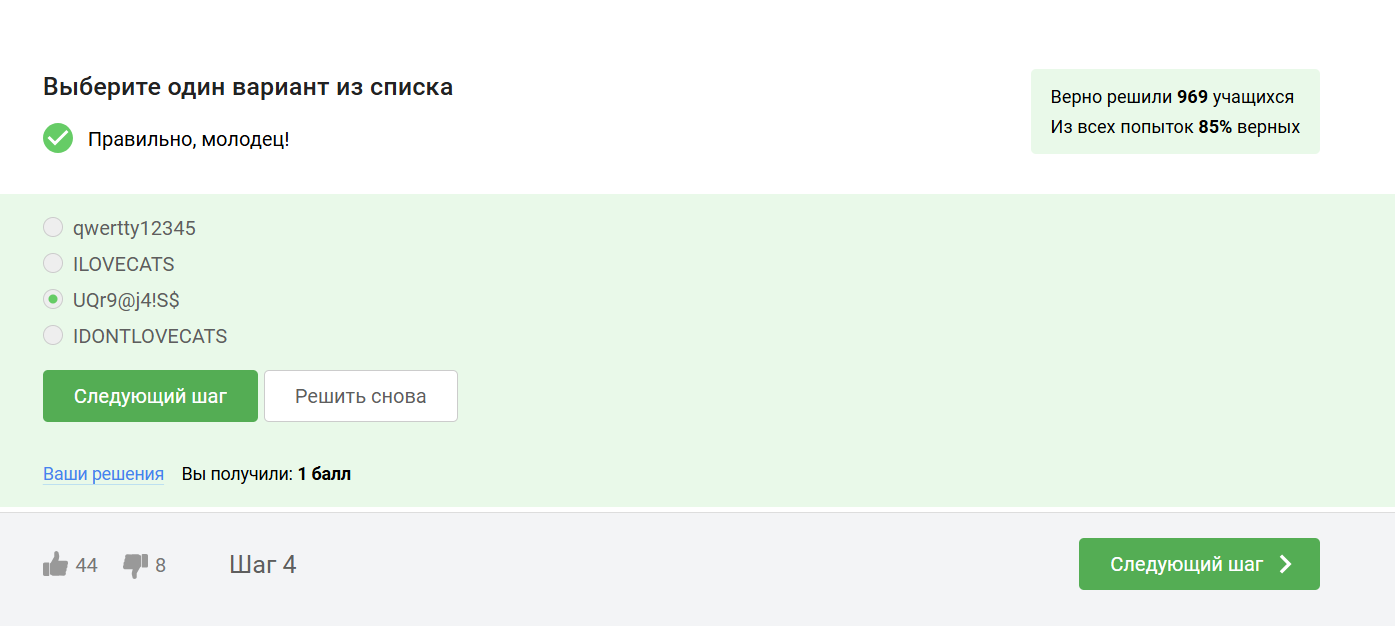 Выберите один вариант из списка
Правильно, молодец!
Верно решили 969 учащихся
Из всех попыток 85% верных
qwertty12345
ILOVECATS
UQr9@j4!S$
IDONTLOVECATS
Следующий шаг
Решить снова
Ваши решения Вы получили: 1 балл
44 8 Шаг 4
Следующий шаг